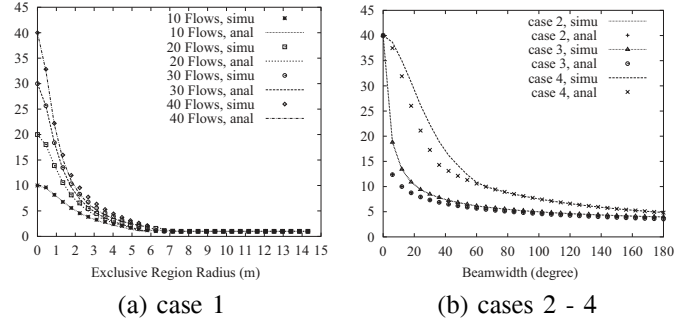 45
40
35
30
25
20
15
10
5
0
10 Flows, simu
10 Flows, anal
20 Flows, simu
20 Flows, anal
30 Flows, simu
30 Flows, anal
40 Flows, simu
40 Flows, anal
0 1 2 3 4 5 6 7 8 9 10 11 12 13 14 15
Exclusive Region Radius (m)
(a) case 1
45
40
35
30
25
20
15
10
5
0
case 2, simu
case 2, anal
case 3, simu
case 3, anal
case 4, simu
case 4, anal
0 20 40 60 80 100 120 140 160 180
Beamwidth (degree)
(b) cases 2 - 4